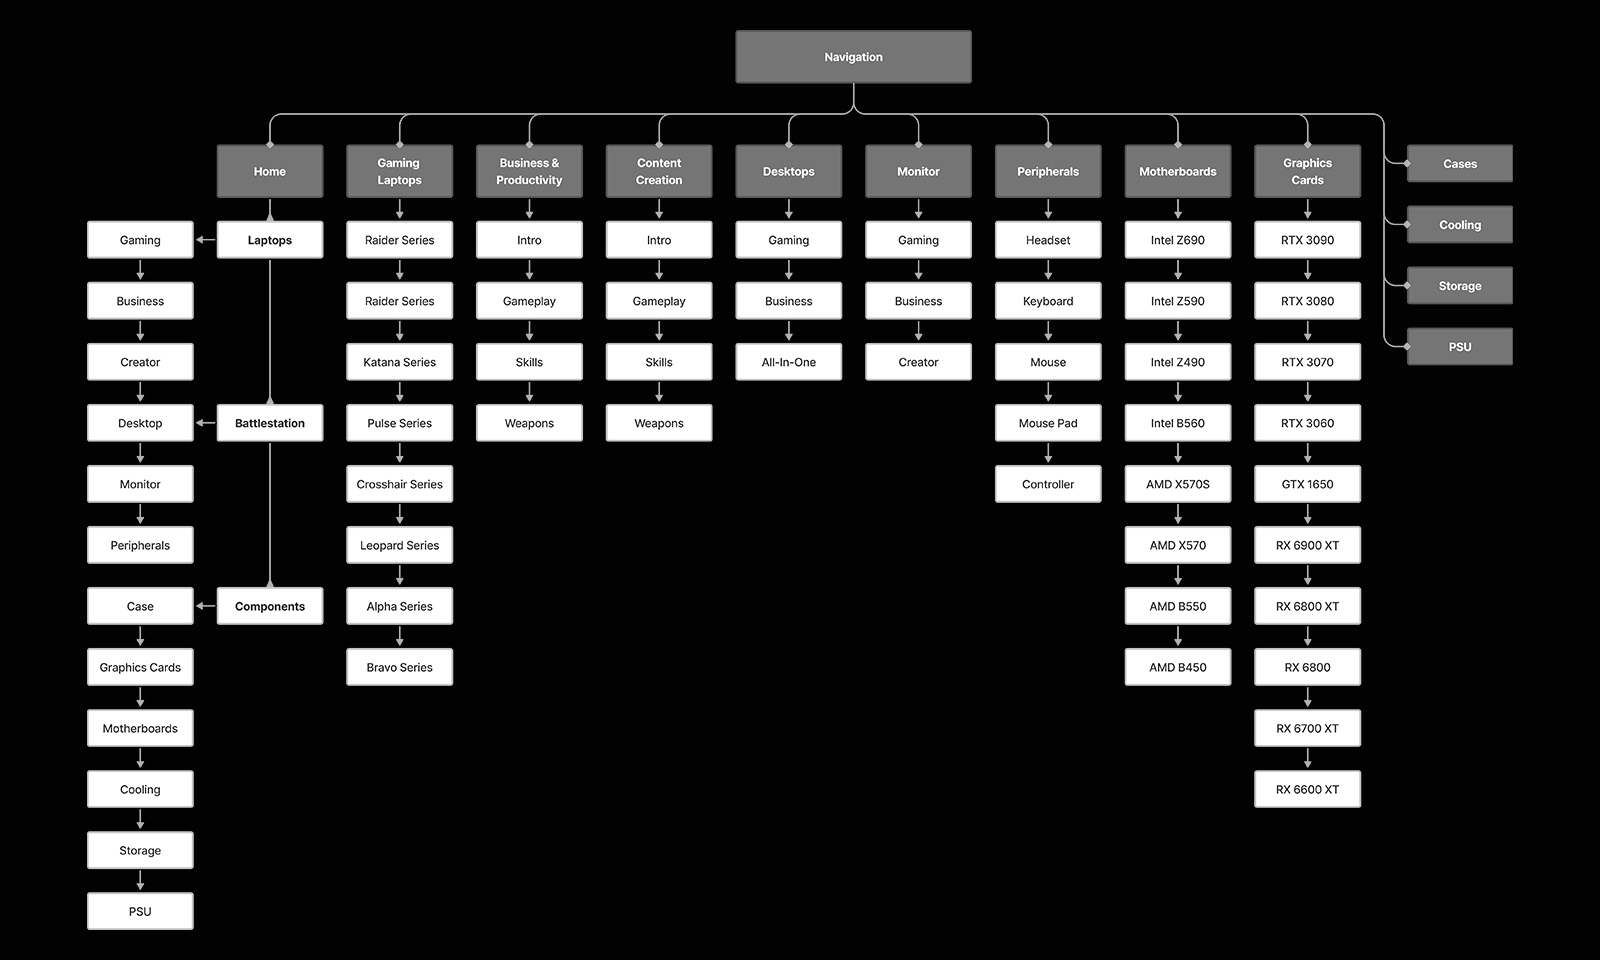 Navigation
Home
Gaming
Laptops
Business &
Productivity
Content
Creation
Desktops
Monitor
Peripherals
Motherboards
Graphics
Cards
Cases
Cooling
Storage
PSU
Laptops
Gaming
Business
Creator
Battlestation
Desktop
Monitor
Peripherals
Components
Case
Graphics Cards
Motherboards
Cooling
Storage
PSU
Raider Series
Raider Series
Katana Series
Pulse Series
Crosshair Series
Leopard Series
Alpha Series
Bravo Series
Intro
Gameplay
Skills
Weapons
Intro
Gameplay
Skills
Weapons
Gaming
Business
All-In-One
Gaming
Business
Creator
Headset
Keyboard
Mouse
Mouse Pad
Controller
Intel Z690
Intel Z590
Intel Z490
Intel B560
AMD X570S
AMD X570
AMD B550
AMD B450
RTX 3090
RTX 3080
RTX 3070
RTX 3060
GTX 1650
RX 6900 XT
RX 6800 XT
RX 6800
RX 6700 XT
RX 6600 XT